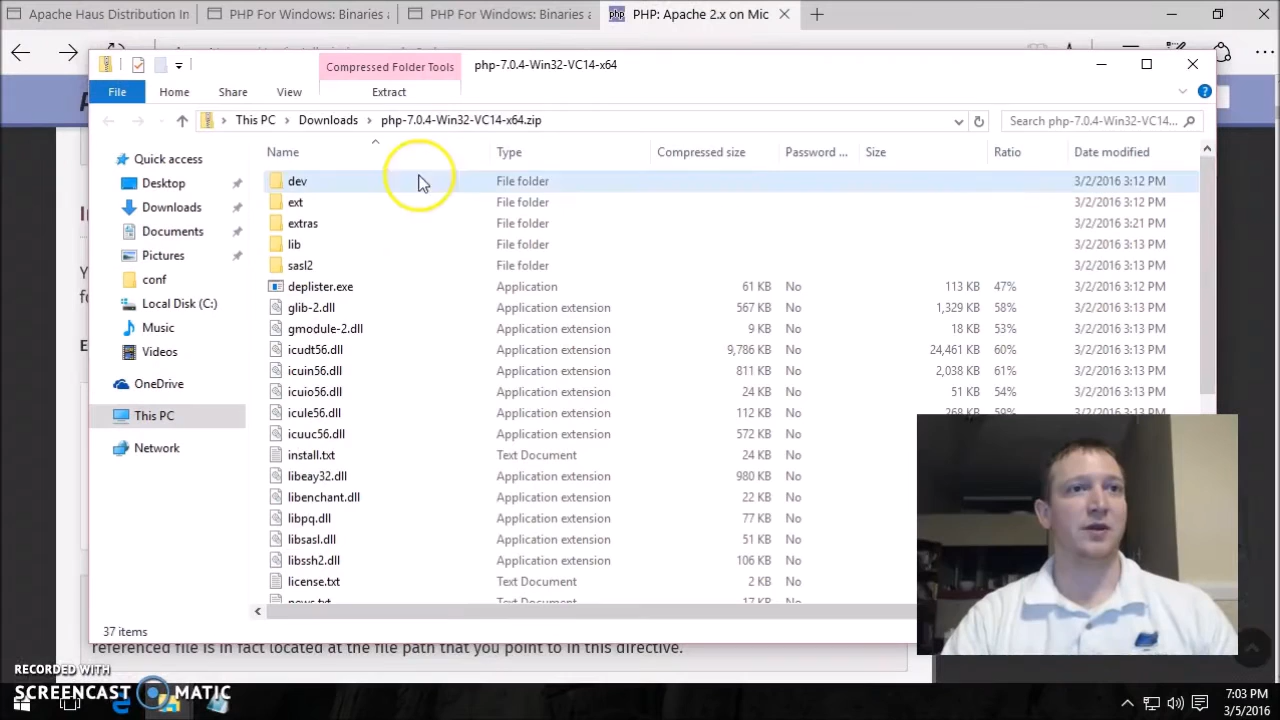 Apache Haus Distribution In
PHP For Windows: Binaries a
PHP For Windows: Binaries a
PHP: Apache 2.x on Mic
Compressed Folder Tools
php-7.0.4-Win32-VC14-x64
File
Home
Share
View
Extract
This PC > Downloads > php-7.0.4-Win32-VC14-x64.zip
Search php-7.0.4-Win32-VC14...
Name Type Compressed size Password ... Size Ratio Date modified
Quick access
Desktop
Downloads
Documents
Pictures
conf
Local Disk (C:)
Music
Videos
OneDrive
This PC
Network
dev File folder 3/2/2016 3:12 PM
ext File folder 3/2/2016 3:12 PM
extras File folder 3/2/2016 3:21 PM
lib File folder 3/2/2016 3:13 PM
sasl2 File folder 3/2/2016 3:13 PM
deplister.exe Application 61 KB No 113 KB 47% 3/2/2016 3:12 PM
glib-2.dll Application extension 567 KB No 1,329 KB 58% 3/2/2016 3:13 PM
gmodule-2.dll Application extension 9 KB No 18 KB 53% 3/2/2016 3:13 PM
icudt56.dll Application extension 9,786 KB No 24,461 KB 60% 3/2/2016 3:13 PM
icuin56.dll Application extension 811 KB No 2,038 KB 61% 3/2/2016 3:13 PM
icuio56.dll Application extension 24 KB No 51 KB 54% 3/2/2016 3:13 PM
icule56.dll Application extension 112 KB No 268 KB 59% 3/2/2016 3:13 PM
icuuc56.dll Application extension 572 KB No
install.txt Text Document 24 KB No
libeay32.dll Application extension 980 KB No
libenchant.dll Application extension 22 KB No
libpq.dll Application extension 77 KB No
libsasl.dll Application extension 51 KB No
libssh2.dll Application extension 106 KB No
license.txt Text Document 2 KB No
news.txt Text Document 17 KB No
37 items
referenced file is in fact located at the file path that you point to in this directive.
RECORDED WITH
SCREENCAST MATIC
7:03 PM
3/5/2016